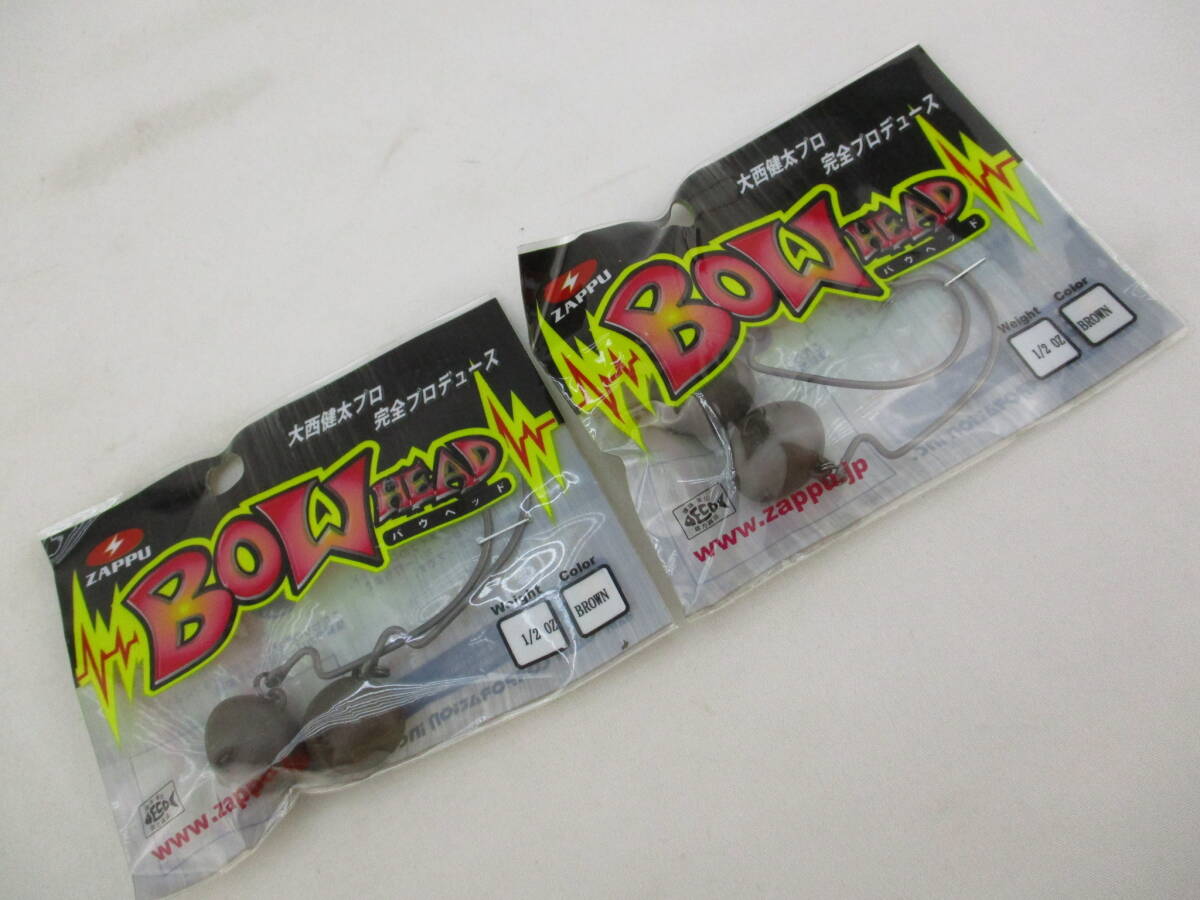 大西健太プロ
完全プロデュース
ZAPPU
BOW HEAD
バウヘッド
Weight
Color
1/2 OZ
BROWN
www.zappu.jp
大西健太プロ
完全プロデュース
ZAPPU
BOW HEAD
バウヘッド
Weight
Color
1/2 OZ
BROWN
www.zappu